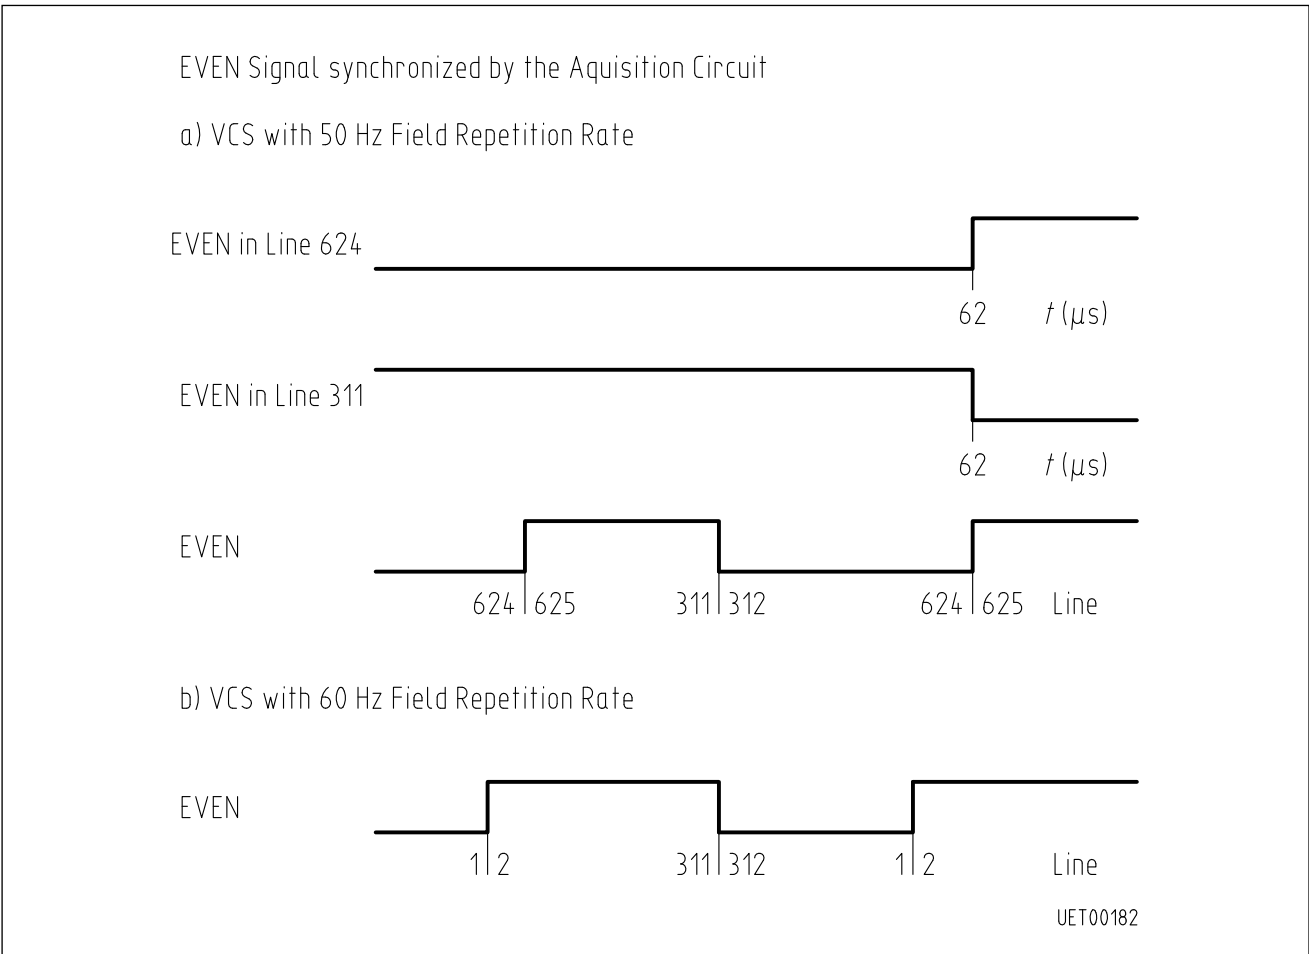 EVEN Signal synchronized by the Aquisition Circuit
a) VCS with 50 Hz Field Repetition Rate
EVEN in Line 624
62 t (μs)
EVEN in Line 311
62 t (μs)
EVEN
624 625 311 312 624 625 Line
b) VCS with 60 Hz Field Repetition Rate
EVEN
1 2 311 312 1 2 Line
UET00182